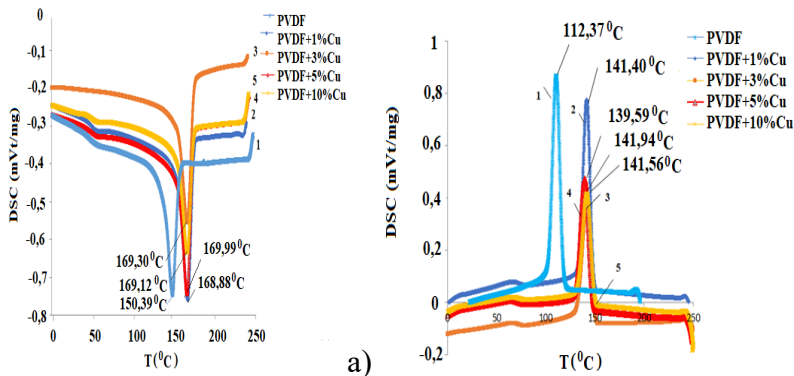 0
-0,1
-0,2
-0,3
-0,4
-0,5
-0,6
-0,7
-0,8
DSC (mVt/mg)
0
50
100
150
200
250
T(⁰C)
PVDF
PVDF+1%Cu
PVDF+3%Cu
PVDF+5%Cu
PVDF+10%Cu
3
5
4
2
1
169,30⁰C
169,12⁰C
150,39⁰C
169,99⁰C
168,88⁰C
a)
1
0,8
0,6
0,4
0,2
0
-0,2
DSC (mVt/mg)
0
50
100
150
200
250
T(⁰C)
112,37⁰C
141,40⁰C
139,59⁰C
141,94⁰C
141,56⁰C
1
2
4
3
5
PVDF
PVDF+1%Cu
PVDF+3%Cu
PVDF+5%Cu
PVDF+10%Cu